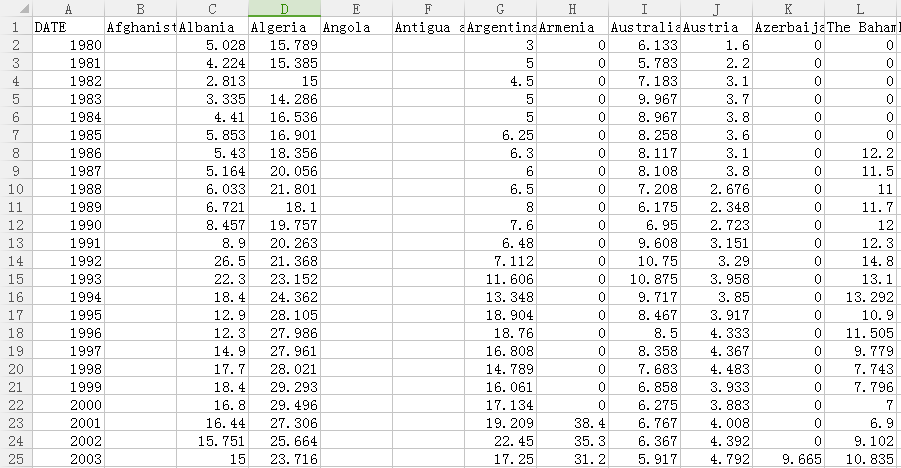 A B C D E F G H I J K L
1 DATE Afghanist Albania Algeria Angola Antigua a Argentina Armenia Australia Austria Azerbaija The BahamI
2 1980 5.028 15.789 3 0 6.133 1.6 0 0
3 1981 4.224 15.385 5 0 5.783 2.2 0 0
4 1982 2.813 15 4.5 0 7.183 3.1 0 0
5 1983 3.335 14.286 5 0 9.967 3.7 0 0
6 1984 4.41 16.536 5 0 8.967 3.8 0 0
7 1985 5.853 16.901 6.25 0 8.258 3.6 0 0
8 1986 5.43 18.356 6.3 0 8.117 3.1 0 12.2
9 1987 5.164 20.056 6 0 8.108 3.8 0 11.5
10 1988 6.033 21.801 6.5 0 7.208 2.676 0 11
11 1989 6.721 18.1 8 0 6.175 2.348 0 11.7
12 1990 8.457 19.757 7.6 0 6.95 2.723 0 12
13 1991 8.9 20.263 6.48 0 9.608 3.151 0 12.3
14 1992 26.5 21.368 7.112 0 10.75 3.29 0 14.8
15 1993 22.3 23.152 11.606 0 10.875 3.958 0 13.1
16 1994 18.4 24.362 13.348 0 9.717 3.85 0 13.292
17 1995 12.9 28.105 18.904 0 8.467 3.917 0 10.9
18 1996 12.3 27.986 18.76 0 8.5 4.333 0 11.505
19 1997 14.9 27.961 16.808 0 8.358 4.367 0 9.779
20 1998 17.7 28.021 14.789 0 7.683 4.483 0 7.743
21 1999 18.4 29.293 16.061 0 6.858 3.933 0 7.796
22 2000 16.8 29.496 17.134 0 6.275 3.883 0 7
23 2001 16.44 27.306 19.209 38.4 6.767 4.008 0 6.9
24 2002 15.751 25.664 22.45 35.3 6.367 4.392 0 9.102
25 2003 15 23.716 17.25 31.2 5.917 4.792 9.665 10.835